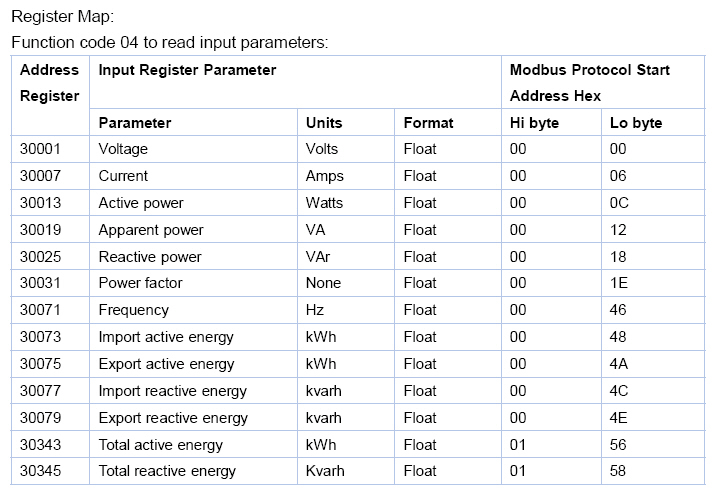 Register Map:
Function code 04 to read input parameters:
Address Register Input Register Parameter Modbus Protocol Start Address Hex
Parameter Units Format Hi byte Lo byte
30001 Voltage Volts Float 00 00
30007 Current Amps Float 00 06
30013 Active power Watts Float 00 0C
30019 Apparent power VA Float 00 12
30025 Reactive power VAr Float 00 18
30031 Power factor None Float 00 1E
30071 Frequency Hz Float 00 46
30073 Import active energy kWh Float 00 48
30075 Export active energy kWh Float 00 4A
30077 Import reactive energy kvarh Float 00 4C
30079 Export reactive energy kvarh Float 00 4E
30343 Total active energy kWh Float 01 56
30345 Total reactive energy Kvarh Float 01 58